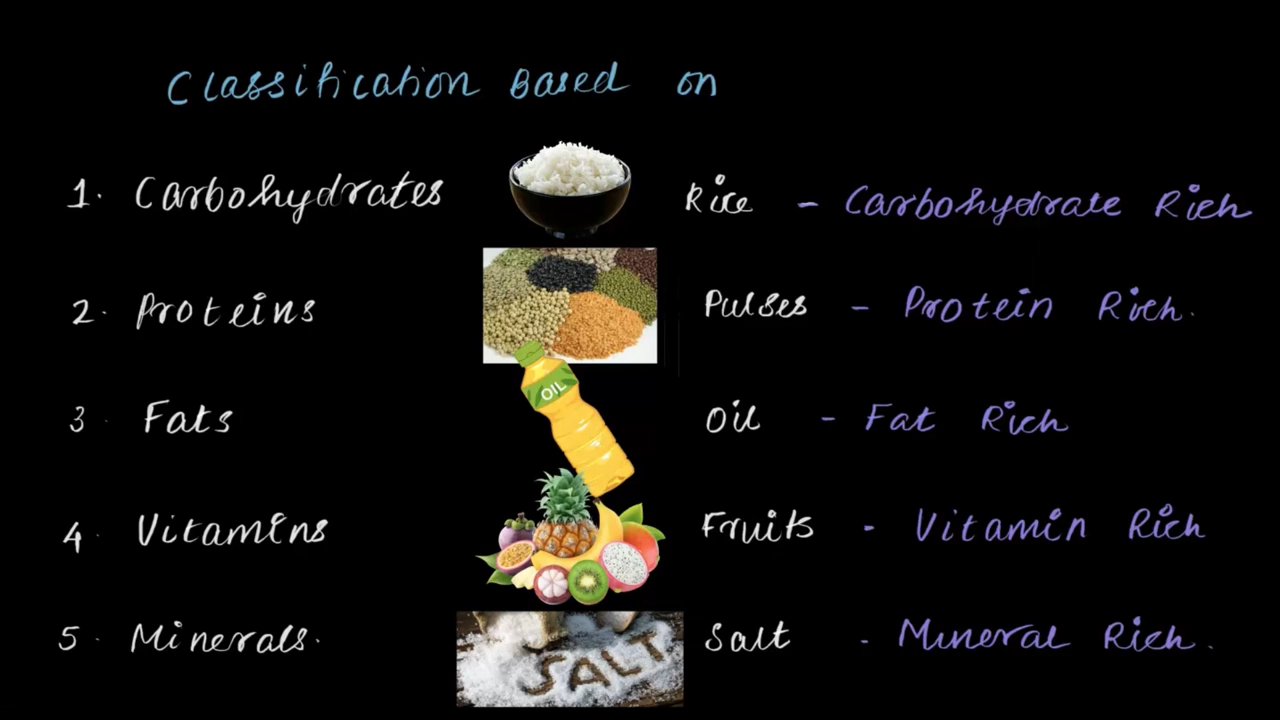 Classification Based on
1. Carbohydrates Rice - Carbohydrate Rich
2. Proteins Pulses - Protein Rich.
OIL
3. Fats Oil - Fat Rich
4. Vitamins Fruits - Vitamin Rich
5. Minerals. Salt - Mineral Rich.
SALT